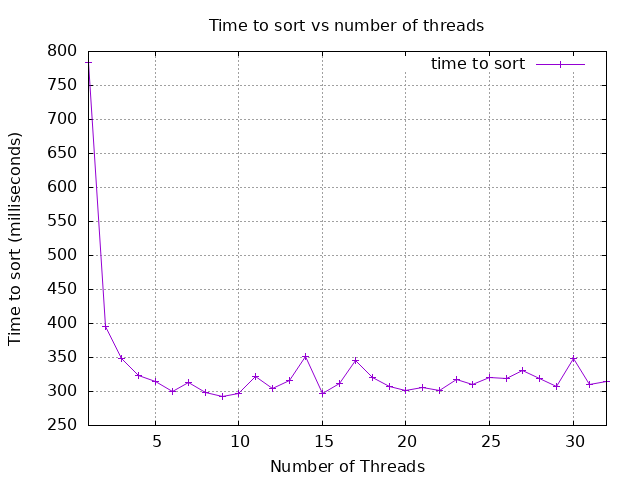 Time to sort vs number of threads
time to sort
800
750
700
650
600
550
500
450
400
350
300
250
Time to sort (milliseconds)
5 10 15 20 25 30
Number of Threads